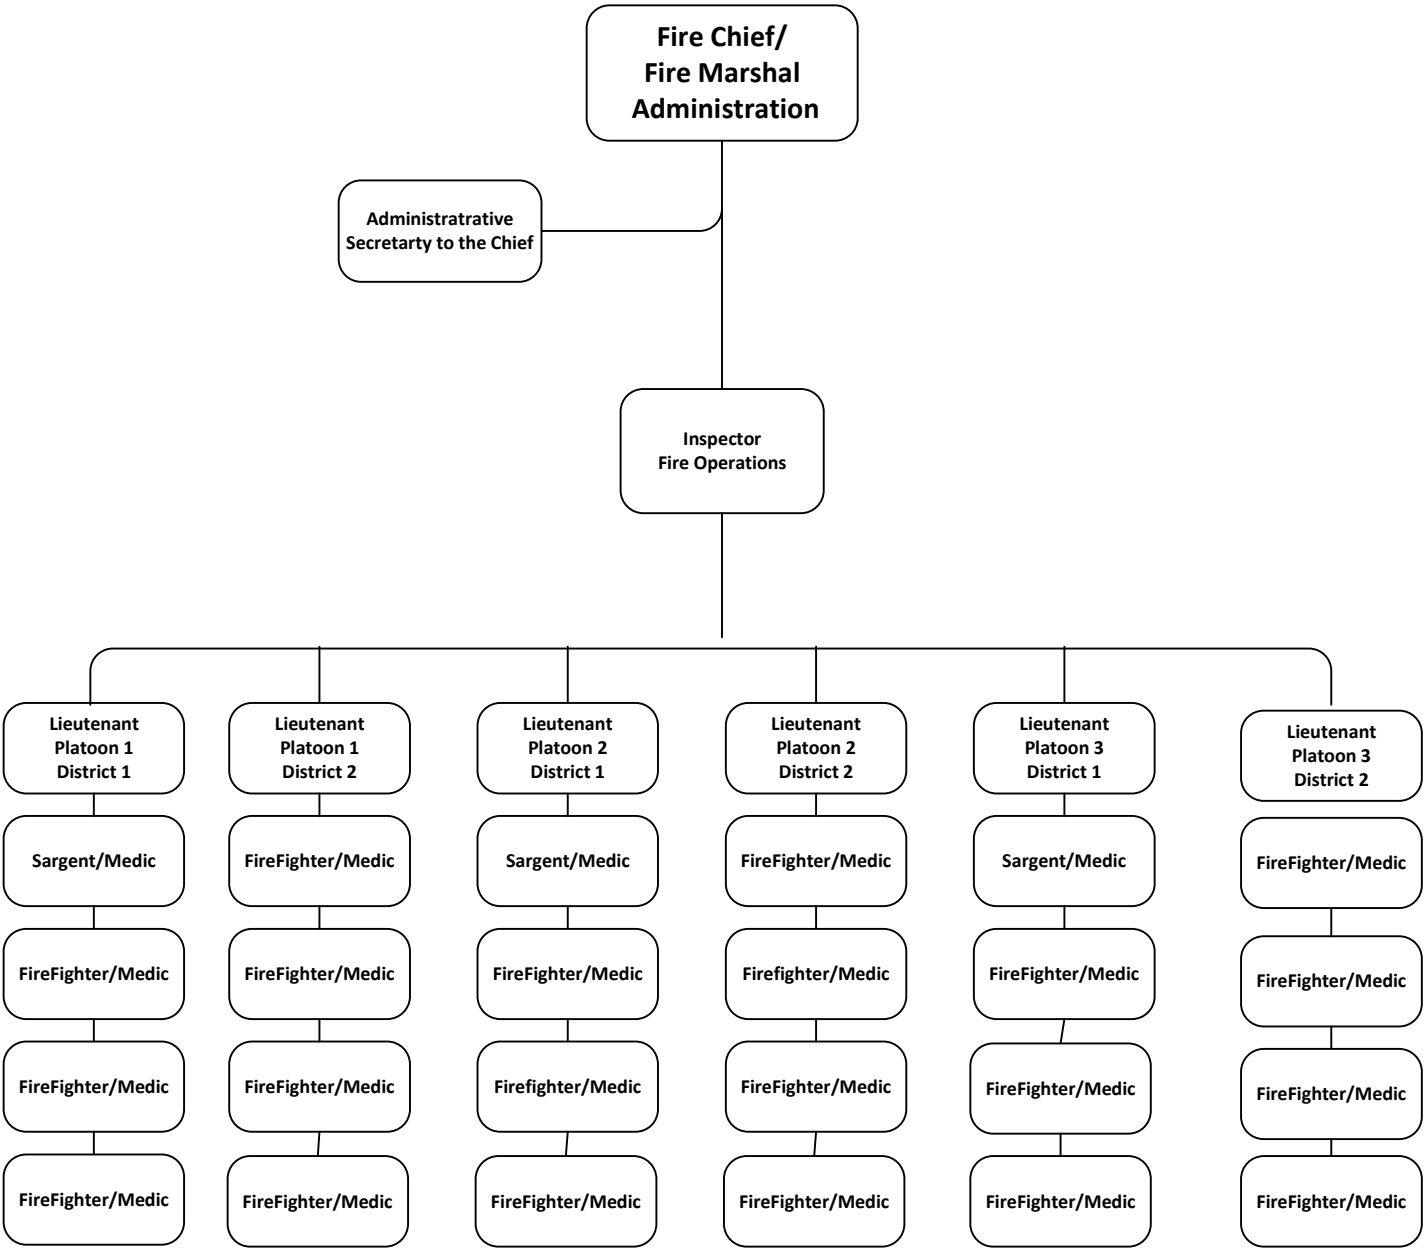 Fire Chief/
Fire Marshal
Administration
Administratrative
Secretarty to the Chief
Inspector
Fire Operations
Lieutenant
Platoon 1
District 1
Lieutenant
Platoon 1
District 2
Lieutenant
Platoon 2
District 1
Lieutenant
Platoon 2
District 2
Lieutenant
Platoon 3
District 1
Lieutenant
Platoon 3
District 2
Sargent/Medic
FireFighter/Medic
Sargent/Medic
FireFighter/Medic
Sargent/Medic
FireFighter/Medic
FireFighter/Medic
FireFighter/Medic
FireFighter/Medic
Firefighter/Medic
FireFighter/Medic
FireFighter/Medic
FireFighter/Medic
FireFighter/Medic
Firefighter/Medic
FireFighter/Medic
FireFighter/Medic
FireFighter/Medic
FireFighter/Medic
FireFighter/Medic
FireFighter/Medic
FireFighter/Medic
FireFighter/Medic
FireFighter/Medic